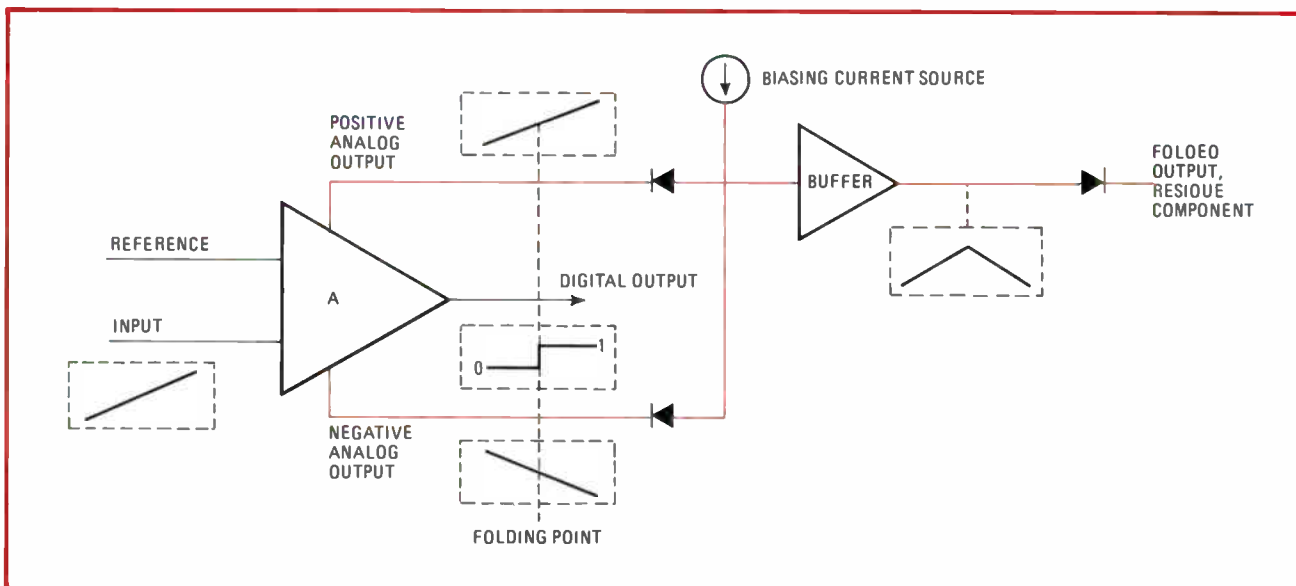 BIASING CURRENT SOURCE
POSITIVE
ANALOG
OUTPUT
BUFFER
FOLOEO
OUTPUT,
RESIOUE
COMPONENT
REFERENCE
A
DIGITAL OUTPUT
INPUT
0
1
NEGATIVE
ANALOG
OUTPUT
FOLDING POINT